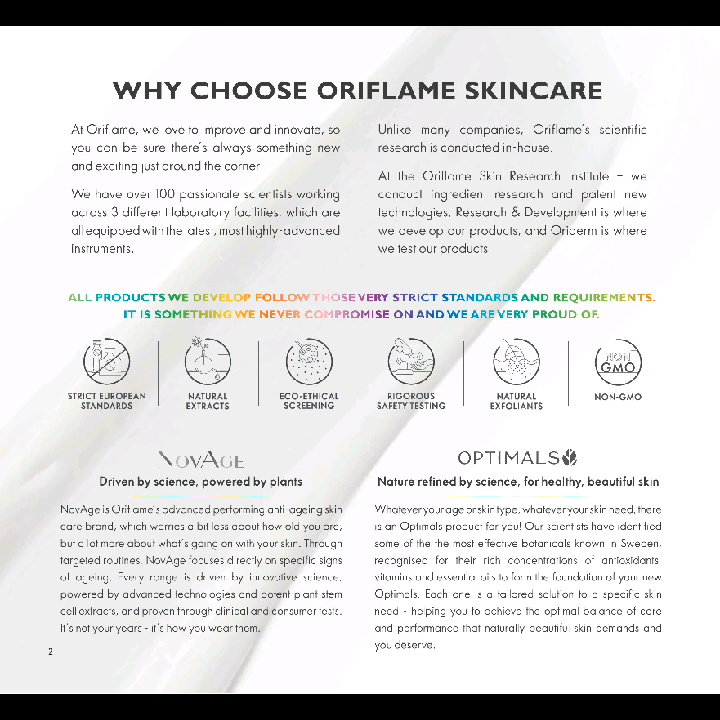 WHY CHOOSE ORIFLAME SKINCARE
At Oriflame, we love to improve and innovate, so
you can be sure there's always something new
and exciting just around the corner.
We have over 100 passionate scientists working
across 3 different laboratory facilities, which are
all equipped with the latest, most highly-advanced
instruments.
Unlike many companies, Oriflame's scientific
research is conducted in-house.
At the Oriflame Skin Research Institute – we
conduct ingredient research and patent new
technologies; Research & Development is where
we develop our products, and Oriderm is where
we test our products.
ALL PRODUCTS WE DEVELOP FOLLOW THOSE VERY STRICT STANDARDS AND REQUIREMENTS.
IT IS SOMETHING WE NEVER COMPROMISE ON AND WE ARE VERY PROUD OF.
STRICT EUROPEAN
STANDARDS
NATURAL
EXTRACTS
ECO-ETHICAL
SCREENING
RIGOROUS
SAFETY TESTING
NATURAL
EXFOLIANTS
NON
GMO
NON-GMO
NOVAGE
Driven by science, powered by plants
NovAge is Oriflame's advanced performing anti-ageing skin
care brand, which worries a bit less about how old you are,
but a lot more about what's going on with your skin. Through
targeted routines, NovAge focuses directly on specific signs
of ageing. Every range is driven by innovative science,
powered by advanced technologies and potent plant stem
cell extracts, and proven through clinical and consumer tests.
It's not your years - it's how you wear them.
OPTIMALS
Nature refined by science, for healthy, beautiful skin
Whatever your age or skin type, whatever your skin need, there
is an Optimals product for you! Our scientists have identified
some of the the most effective botanicals known in Sweden,
recognised for their rich concentrations of antioxidants,
vitamins and essential oils to form the foundation of your new
Optimals. Each one is a tailored solution to a specific skin
need - helping you to achieve the optimal balance of care
and performance that naturally beautiful skin demands and
you deserve.
2